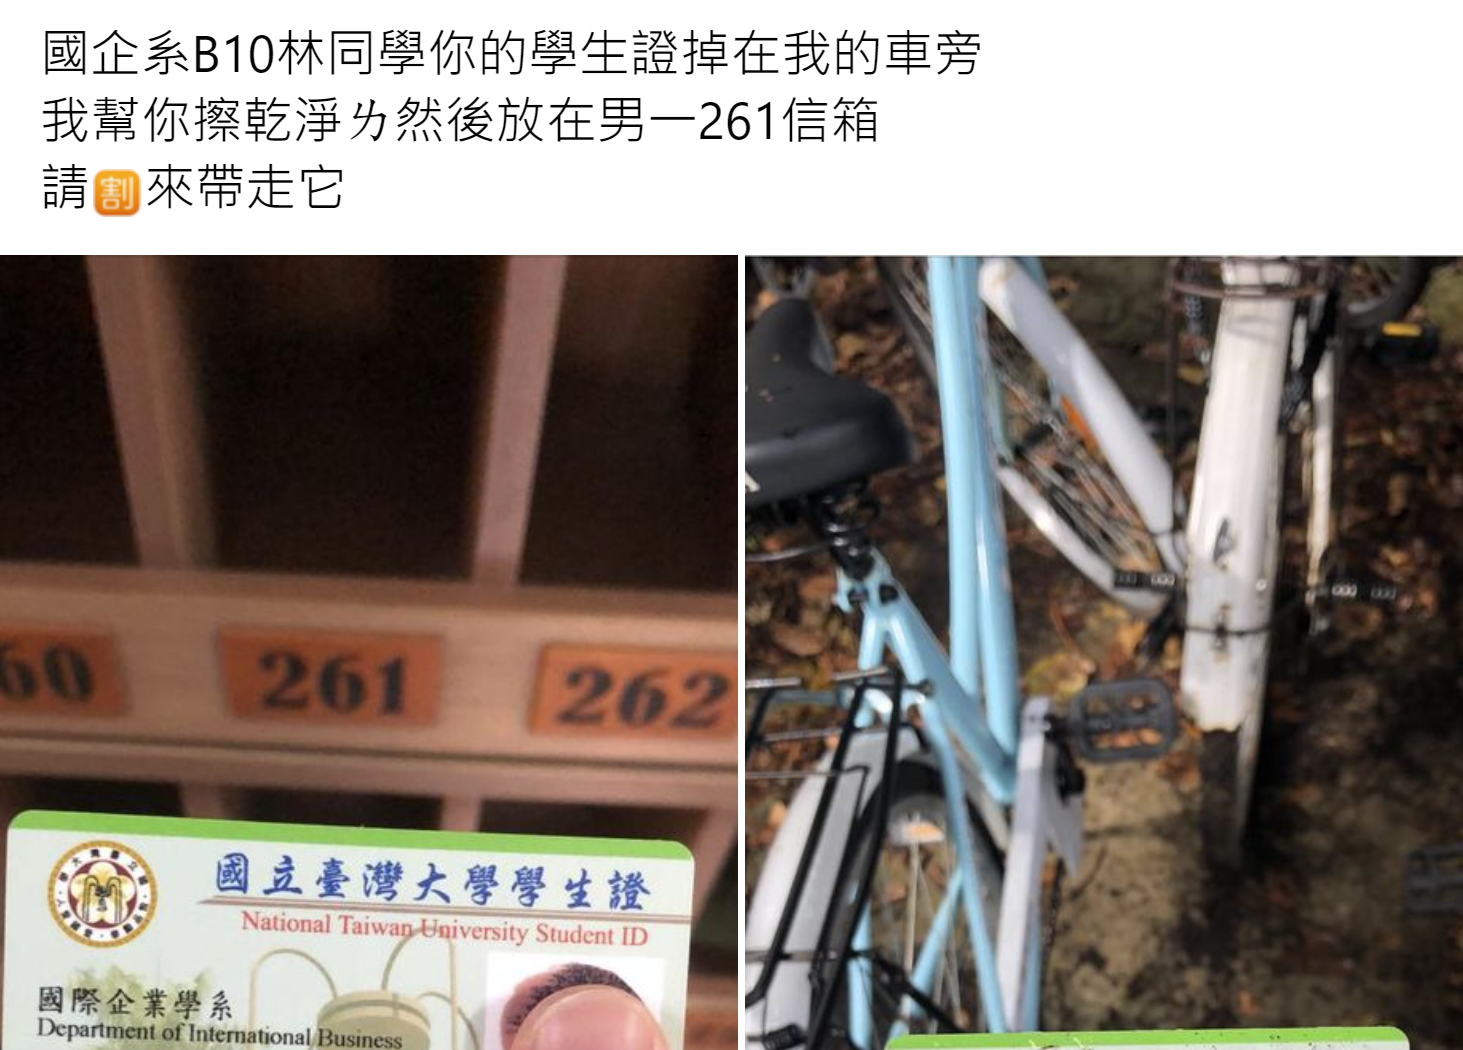 國企系B10林同學你的學生證掉在我的車旁
我幫你擦乾淨ㄌ然後放在男一261信箱
請🈹來帶走它
60
261
262
國立臺灣大學學生證
National Taiwan University Student ID
國際企業學系
Department of International Business